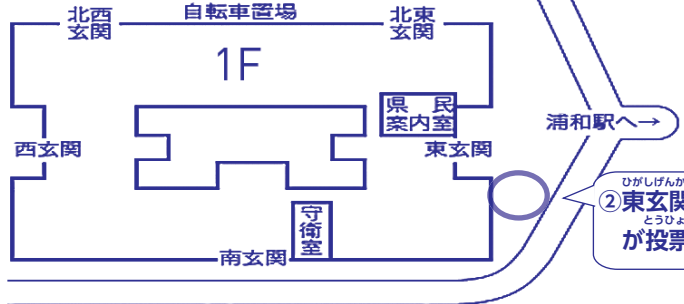 北西
玄関
自転車置場
北東
玄関
1F
県民
案内室
浦和駅へ→
西玄関
東玄関
ひがしげんか
②東玄関
とうひょ
が投票
守衛室
南玄関